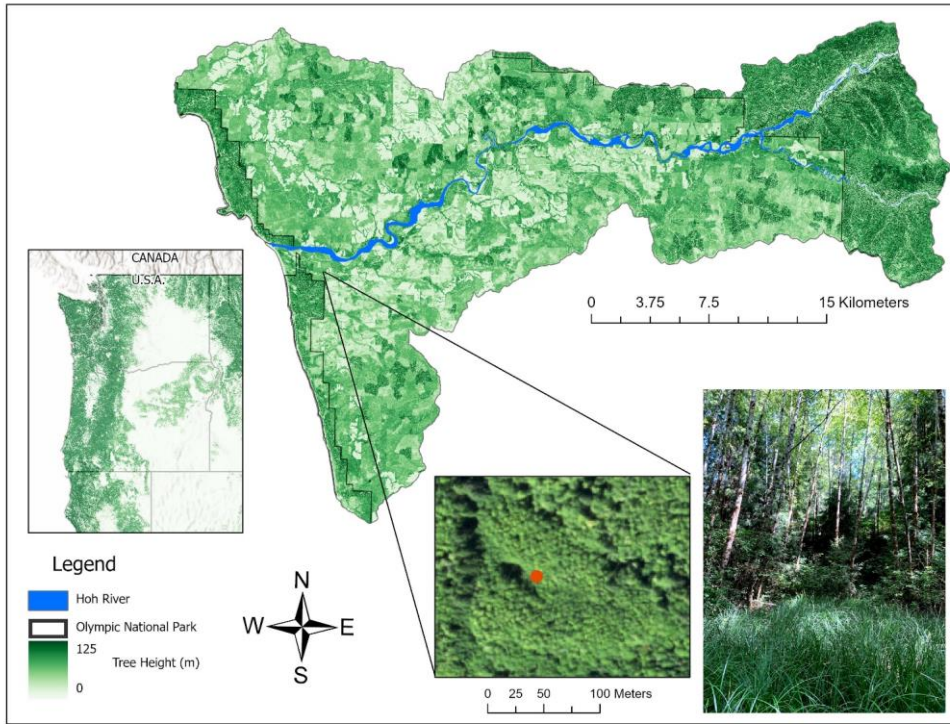 0 3.75 7.5 15 Kilometers
CANADA
U.S.A.
Legend
Hoh River
Olympic National Park
125
Tree Height (m)
0
N
W E
S
0 25 50 100 Meters